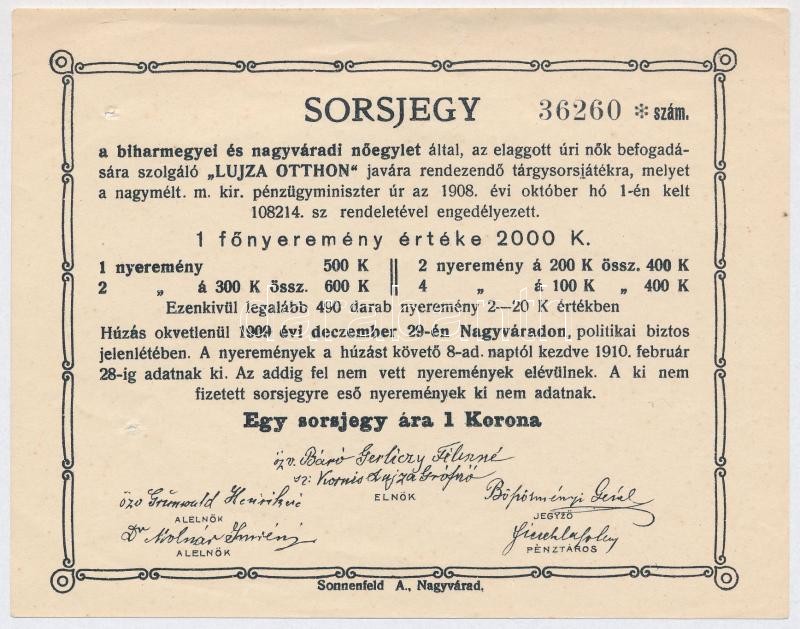 SORSJEGY 36260 * szám.
a biharmegyei és nagyváradi nőegylet által, az elaggott úri nők befogadá-
sára szolgáló „LUJZA OTTHON“ javára rendezendő tárgysorsjátékra, melyet
a nagymélt. m. kir. pénzügyminiszter úr az 1908. évi október hó 1-én kelt
108214. sz rendeletével engedélyezett.
1 főnyeremény értéke 2000 K.
1 nyeremény 500 K || 2 nyeremény á 200 K össz. 400 K
2 „ á 300 K össz. 600 K || 4 „ á 100 K „ 400 K
Ezenkivül legalább 490 darab nyeremény 2—20 K értékben
Húzás okvetlenül 1909 évi deczember 29-én Nagyváradon, politikai biztos
jelenlétében. A nyeremények a húzást követő 8-ad. naptól kezdve 1910. február
28-ig adatnak ki. Az addig fel nem vett nyeremények elévülnek. A ki nem
fizetett sorsjegyre eső nyeremények ki nem adatnak.
Egy sorsjegy ára 1 Korona
özv. Báró Gerliczy Félixné
sz. Kornis Lujza Grófnő
ELNÖK
özv Grünwald Henrikné
ALELNÖK
Dr Molnár Imréné
ALELNÖK
JEGYZŐ
PÉNZTÁROS
Sonnenfeld A., Nagyvárad.
darabanth